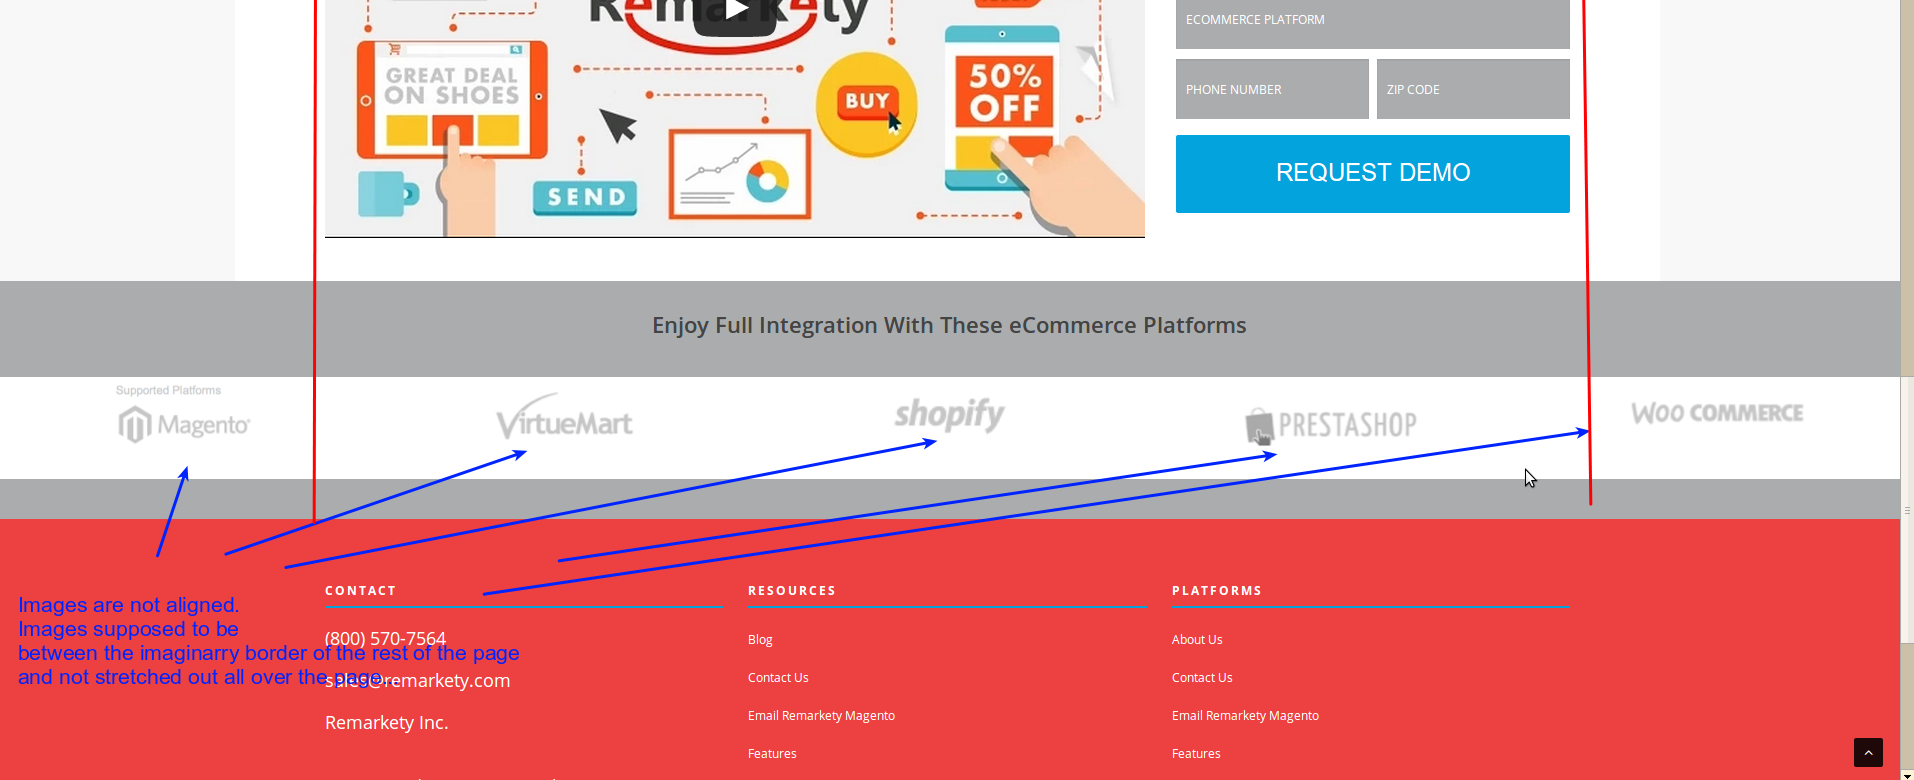 Remarkety
ECOMMERCE PLATFORM
GREAT DEAL
ON SHOES
BUY
50%
OFF
PHONE NUMBER
ZIP CODE
REQUEST DEMO
SEND
Enjoy Full Integration With These eCommerce Platforms
Supported Platforms
Magento®
VirtueMart
shopify
PRESTASHOP
WOO COMMERCE
CONTACT
RESOURCES
PLATFORMS
Images are not aligned.
Images supposed to be
between the imaginarry border of the rest of the page
and not stretched out all over the page...
(800) 570-7564
sales@remarkety.com
Remarkety Inc.
Blog
Contact Us
Email Remarkety Magento
Features
About Us
Contact Us
Email Remarkety Magento
Features